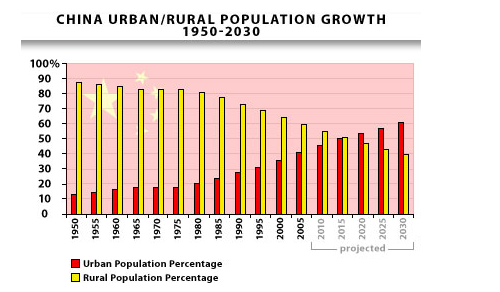 CHINA URBAN/RURAL POPULATION GROWTH
1950-2030
100%
90
80
70
60
50
40
30
20
10
0
1950 1955 1960 1965 1970 1975 1980 1985 1990 1995 2000 2005 2010 2015 2020 2025 2030
projected
Urban Population Percentage
Rural Population Percentage